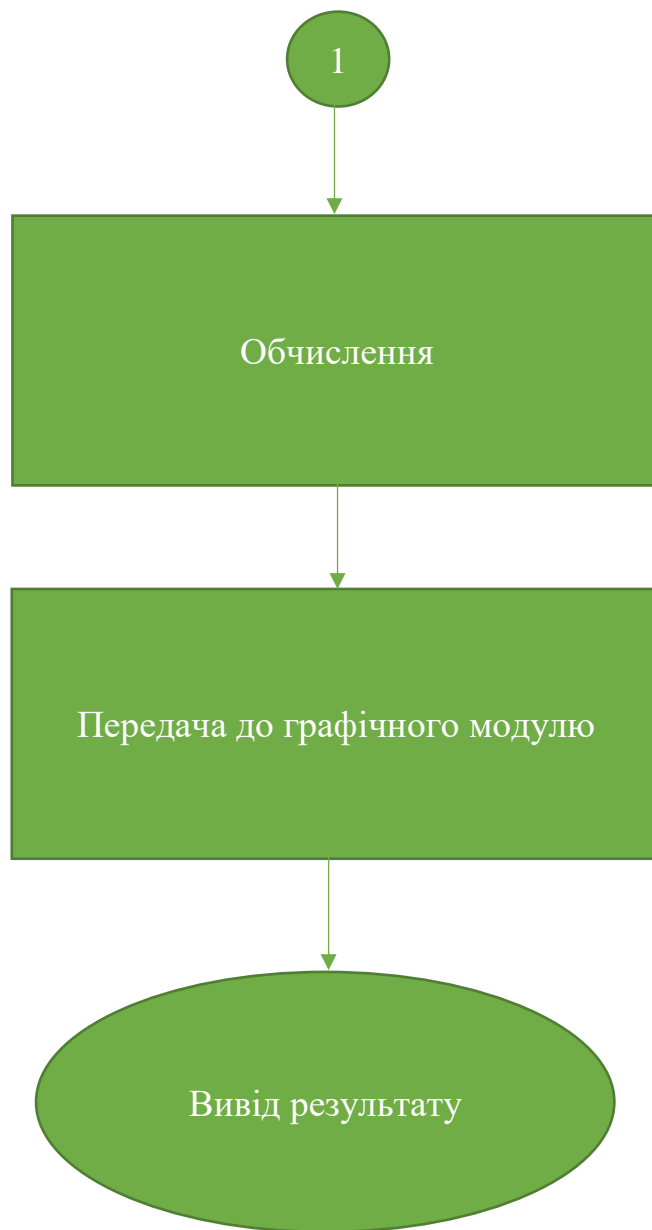 1
Обчислення
Передача до графічного модулю
Вивід результату